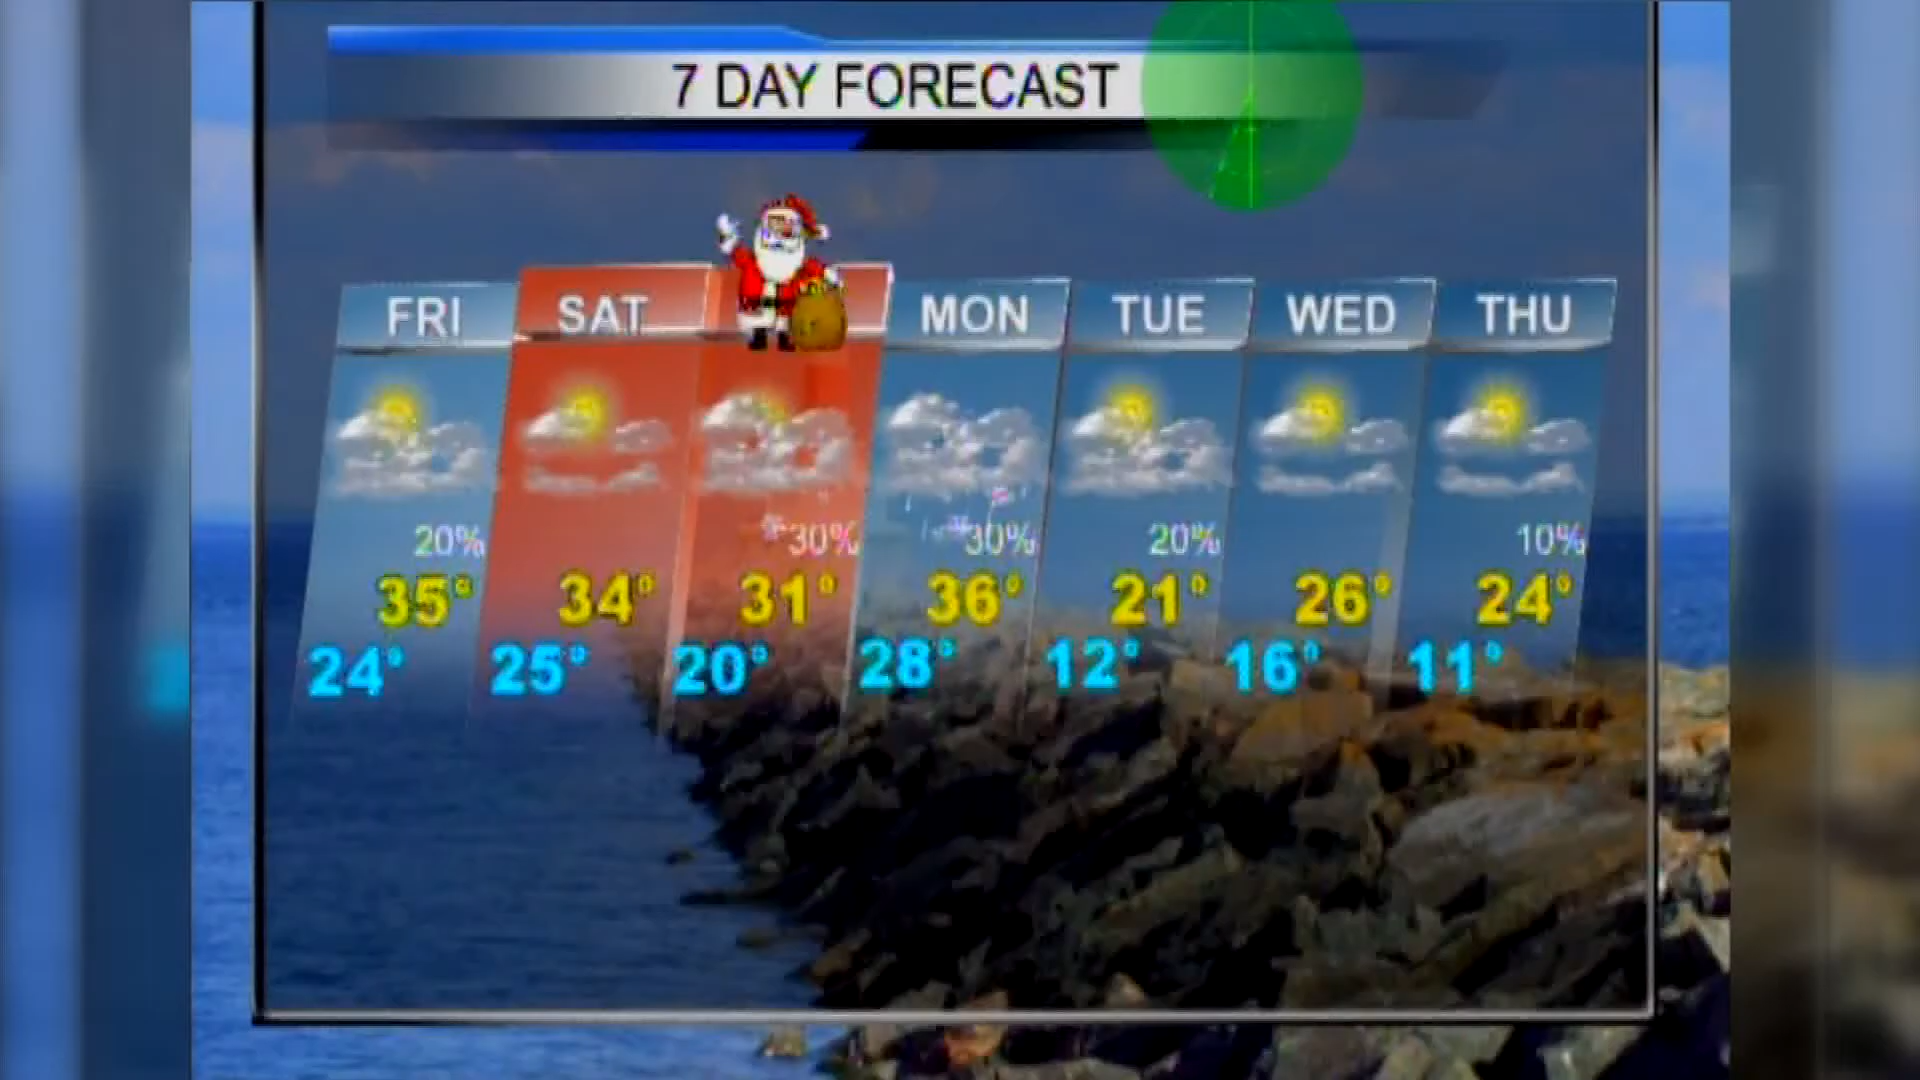 7 DAY FORECAST
FRI SAT MON TUE WED THU
20% 30% 30% 20% 10%
35° 34° 31° 36° 21° 26° 24°
24° 25° 20° 28° 12° 16° 11°